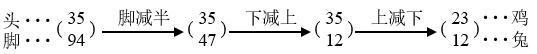 头···(35 脚减半 (35 下减上 (35 上减下 (23)···鸡
脚···94) 47) 12) 12)···兔